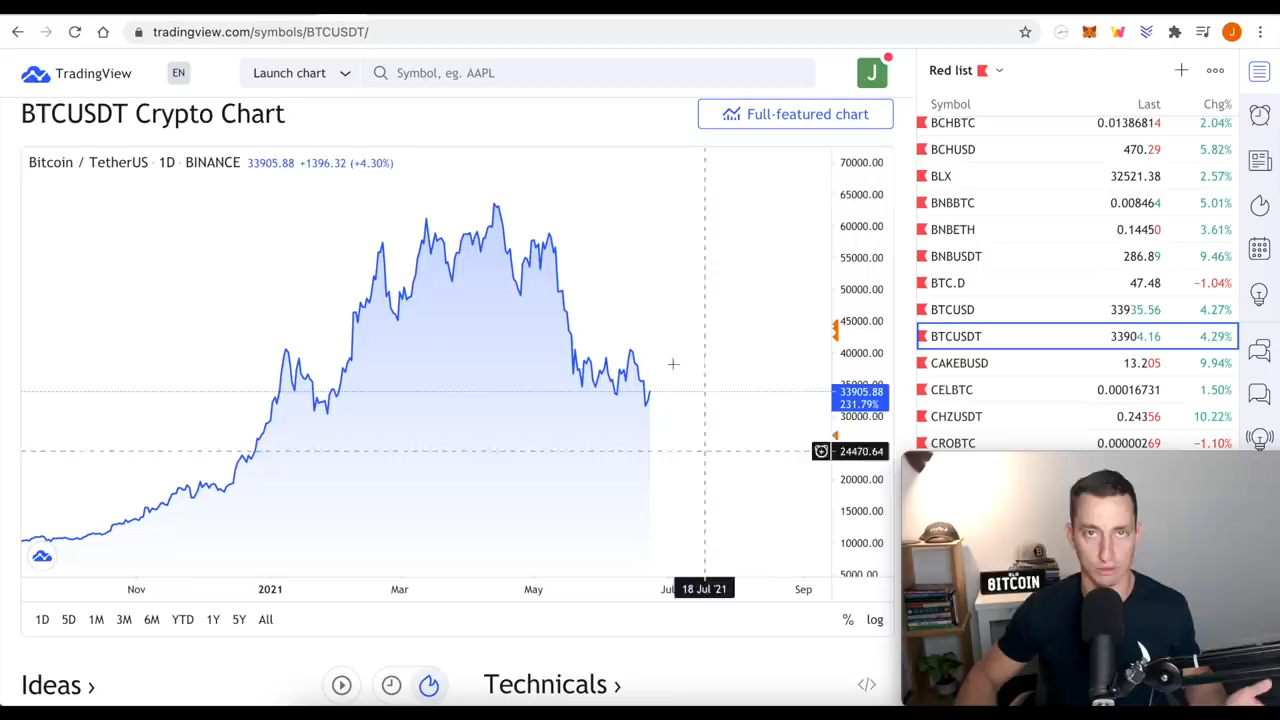 tradingview.com/symbols/BTCUSDT/
J
TradingView
EN
Launch chart
Symbol, eg. AAPL
J
BTCUSDT Crypto Chart
Full-featured chart
Bitcoin / TetherUS · 1D · BINANCE 33905.88 +1396.32 (+4.30%)
70000.00
65000.00
60000.00
55000.00
50000.00
45000.00
40000.00
35000.00
33905.88
231.79%
30000.00
24470.64
20000.00
15000.00
10000.00
5000.00
Nov
2021
Mar
May
Jul
18 Jul '21
Sep
1D 5D 1M 3M 6M YTD 1Y 5Y All
% log
Ideas ›
Technicals ›
Red list
Symbol Last Chg%
BCHBTC 0.01386814 2.04%
BCHUSD 470.29 5.82%
BLX 32521.38 2.57%
BNBBTC 0.008464 5.01%
BNBETH 0.14450 3.61%
BNBUSDT 286.89 9.46%
BTC.D 47.48 −1.04%
BTCUSD 33935.56 4.27%
BTCUSDT 33904.16 4.29%
CAKEBUSD 13.205 9.94%
CELBTC 0.00016731 1.50%
CHZUSDT 0.24356 10.22%
CROBTC 0.00000269 −1.10%
BITCOIN